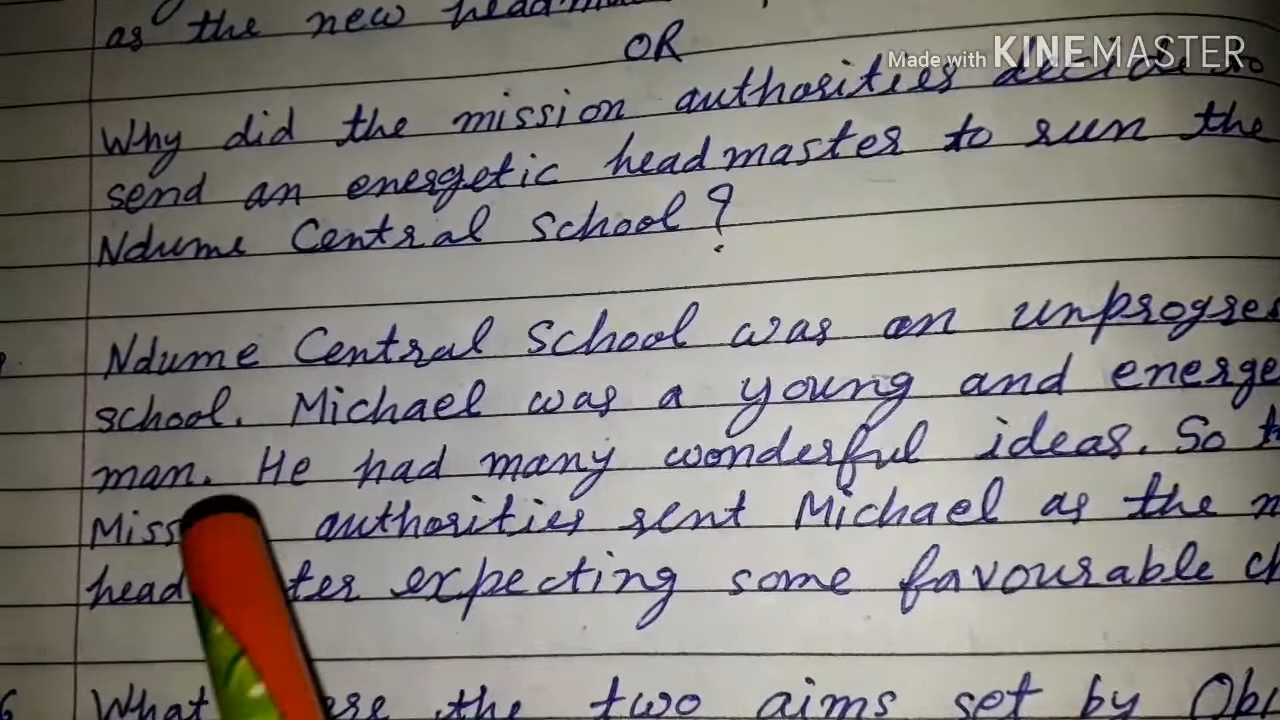 as the new
OR
Made with KINEMASTER
Why did the mission authorities decide to
send an energetic headmaster to run the
Ndume Central School?
Ndume Central School was an
school. Michael was a young and
man. He had many wonderful ideas. So
authorities sent Michael as the
expecting some favourable
What the two aims set by